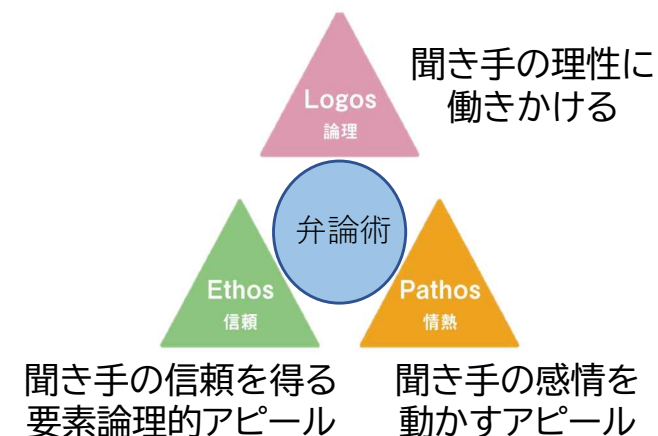 Logos
論理
聞き手の理性に
働きかける
弁論術
Ethos
信頼
Pathos
情熱
聞き手の信頼を得る
要素論理的アピール
聞き手の感情を
動かすアピール